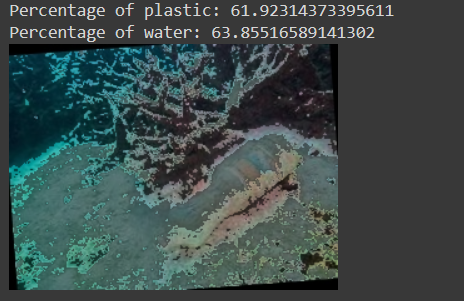 Percentage of plastic: 61.92314373395611
Percentage of water: 63.85516589141302